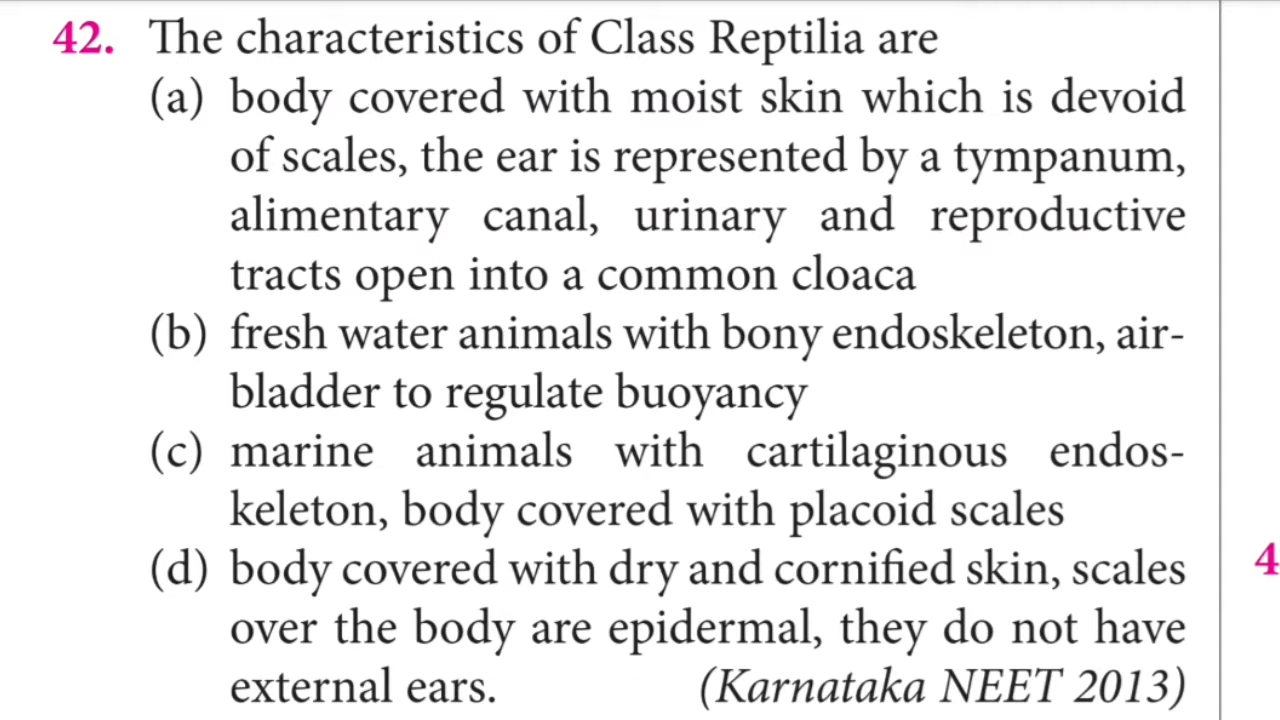 42. The characteristics of Class Reptilia are
(a) body covered with moist skin which is devoid
of scales, the ear is represented by a tympanum,
alimentary canal, urinary and reproductive
tracts open into a common cloaca
(b) fresh water animals with bony endoskeleton, air-
bladder to regulate buoyancy
(c) marine animals with cartilaginous endos-
keleton, body covered with placoid scales
(d) body covered with dry and cornified skin, scales
over the body are epidermal, they do not have
external ears. (Karnataka NEET 2013)
4